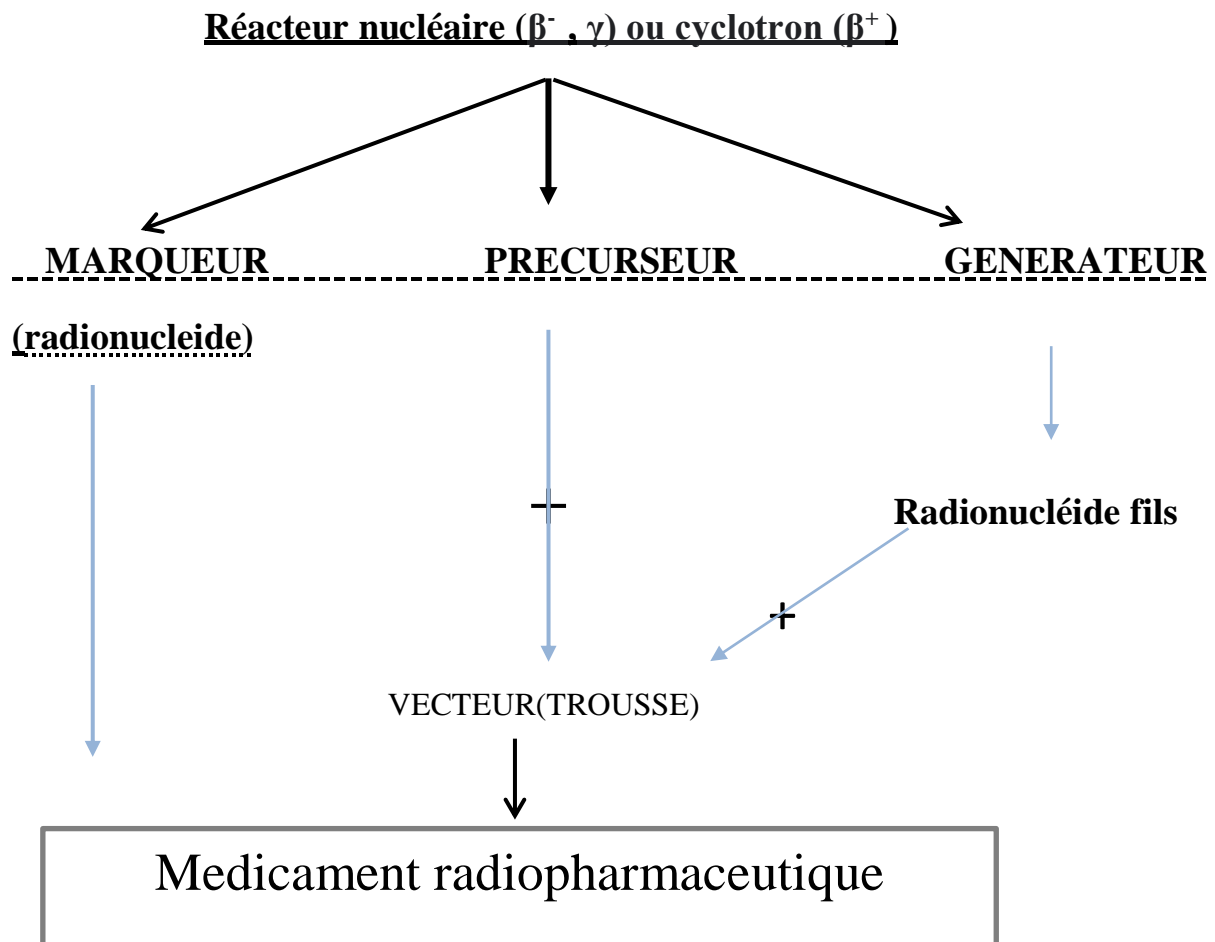 Réacteur nucléaire (β⁻ , γ) ou cyclotron (β⁺ )
MARQUEUR PRECURSEUR GENERATEUR
(radionucleide)
+
Radionucléide fils
+
VECTEUR(TROUSSE)
Medicament radiopharmaceutique